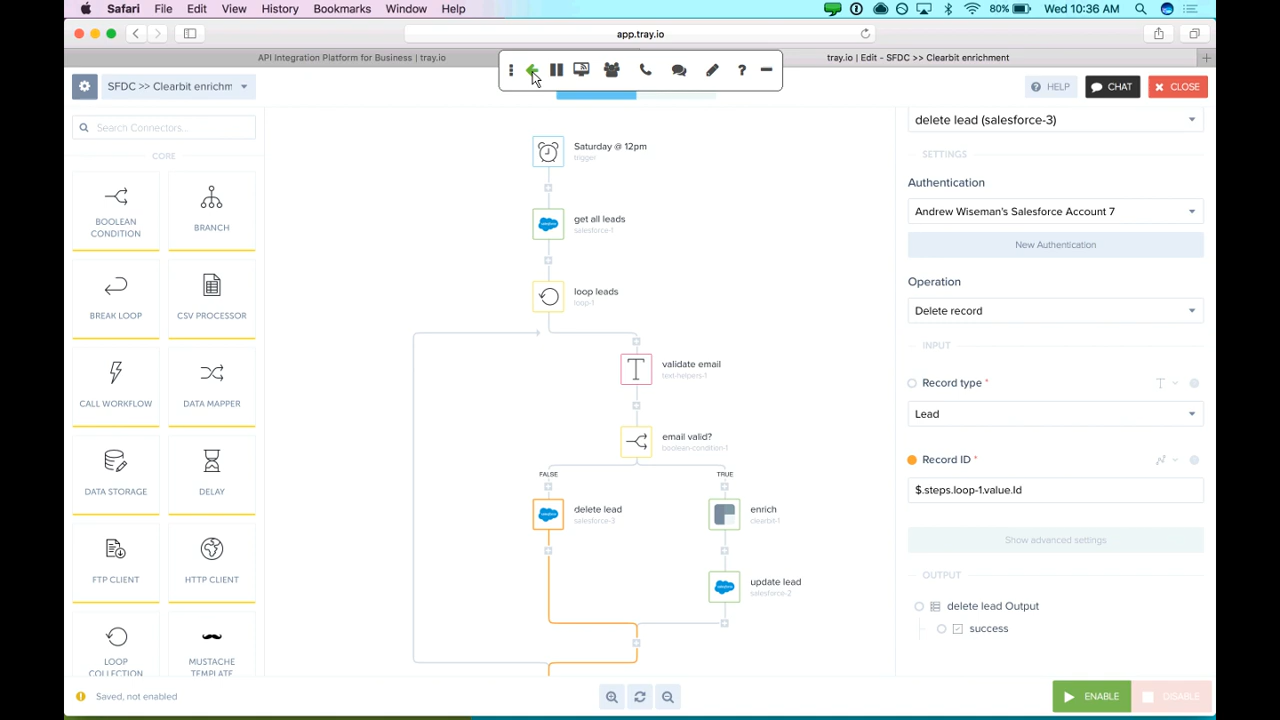 Safari File Edit View History Bookmarks Window Help 80% Wed 10:36 AM
app.tray.io
API Integration Platform for Business | tray.io
tray.io | Edit - SFDC >> Clearbit enrichment
SFDC >> Clearbit enrichm
HELP
CHAT
CLOSE
Search Connectors...
CORE
BOOLEAN
CONDITION
BRANCH
BREAK LOOP
CSV PROCESSOR
CALL WORKFLOW
DATA MAPPER
DATA STORAGE
DELAY
FTP CLIENT
HTTP CLIENT
LOOP
COLLECTION
MUSTACHE
TEMPLATE
Saturday @ 12pm
trigger
get all leads
salesforce-1
loop leads
loop-1
validate email
text-helpers-1
email valid?
boolean-condition-1
FALSE
TRUE
delete lead
salesforce-3
enrich
clearbit-1
update lead
salesforce-2
delete lead (salesforce-3)
SETTINGS
Authentication
Andrew Wiseman's Salesforce Account 7
New Authentication
Operation
Delete record
INPUT
Record type *
Lead
Record ID *
$.steps.loop-1.value.Id
Show advanced settings
OUTPUT
delete lead Output
success
Saved, not enabled
ENABLE
DISABLE